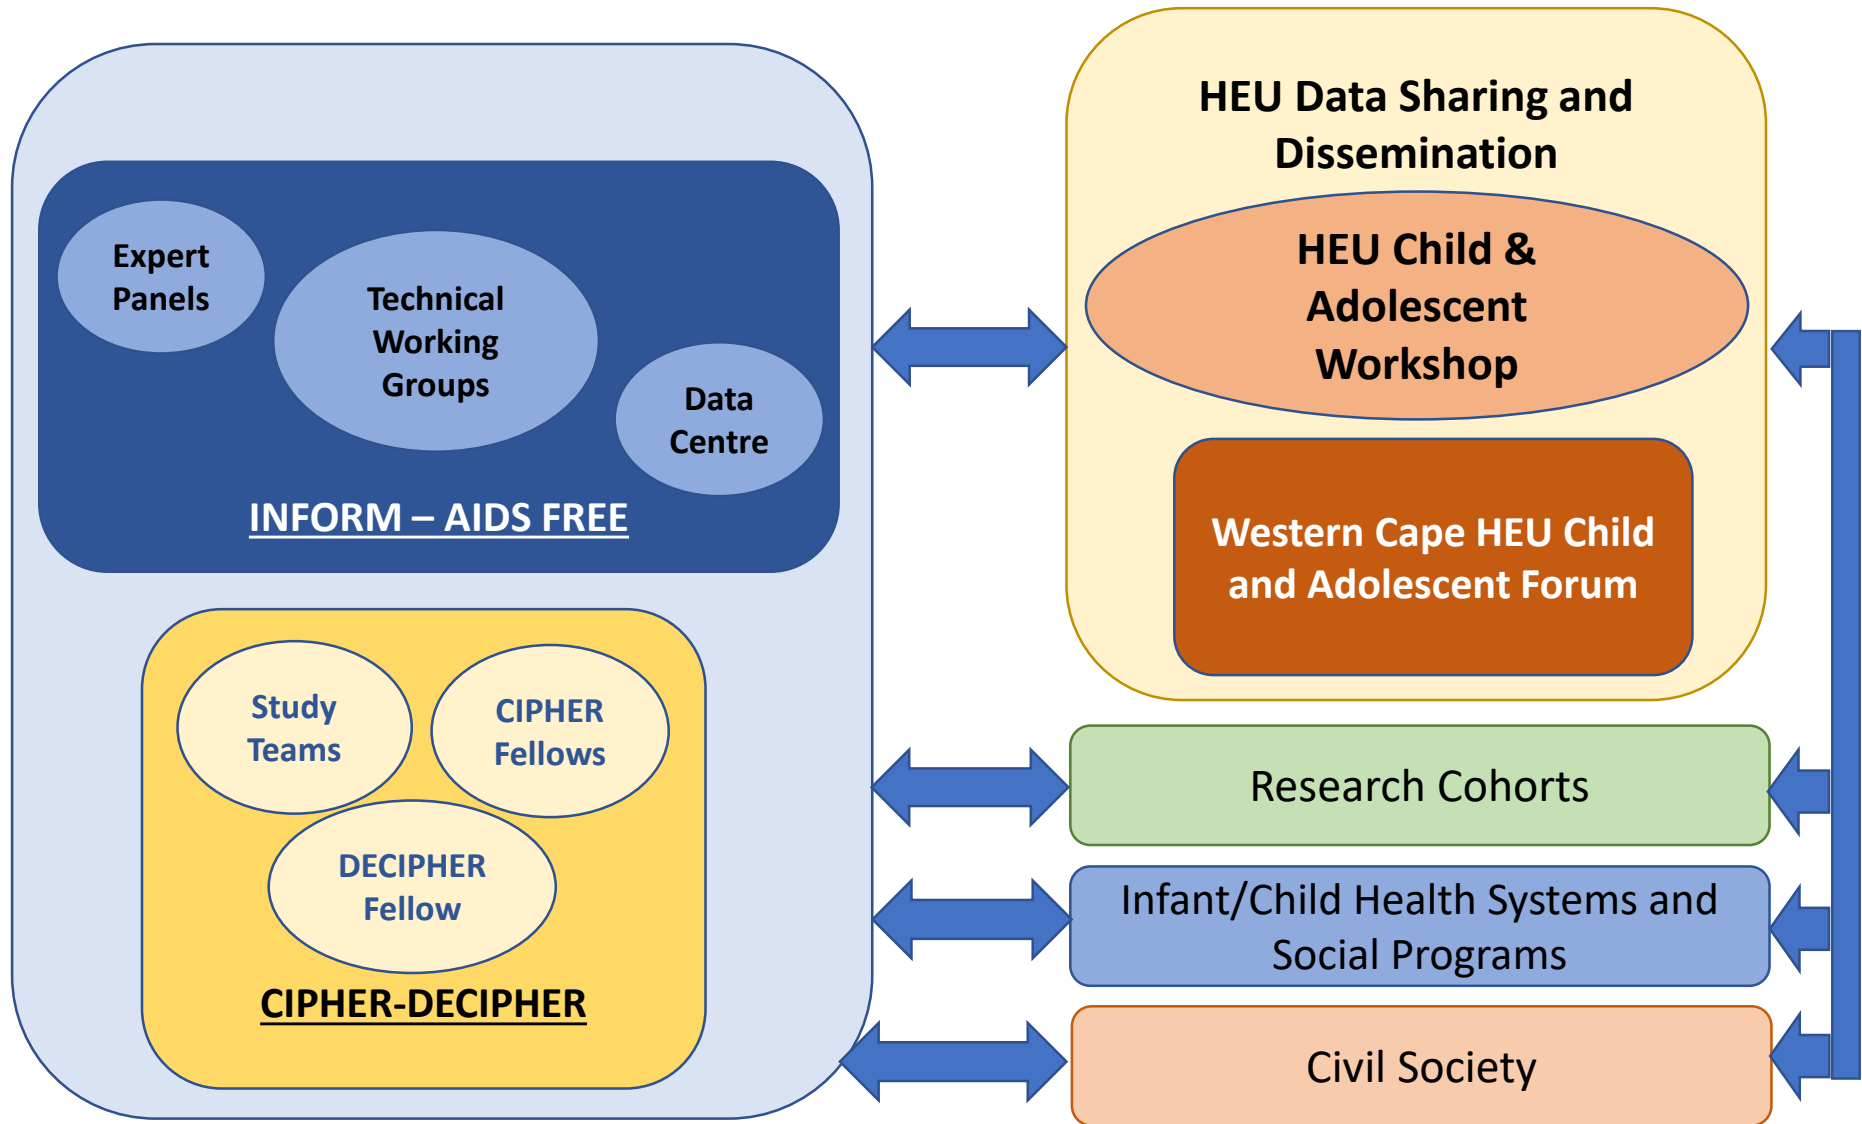 Expert
Panels
Technical
Working
Groups
Data
Centre
INFORM – AIDS FREE
Study
Teams
CIPHER
Fellows
DECIPHER
Fellow
CIPHER-DECIPHER
HEU Data Sharing and
Dissemination
HEU Child &
Adolescent
Workshop
Western Cape HEU Child
and Adolescent Forum
Research Cohorts
Infant/Child Health Systems and
Social Programs
Civil Society